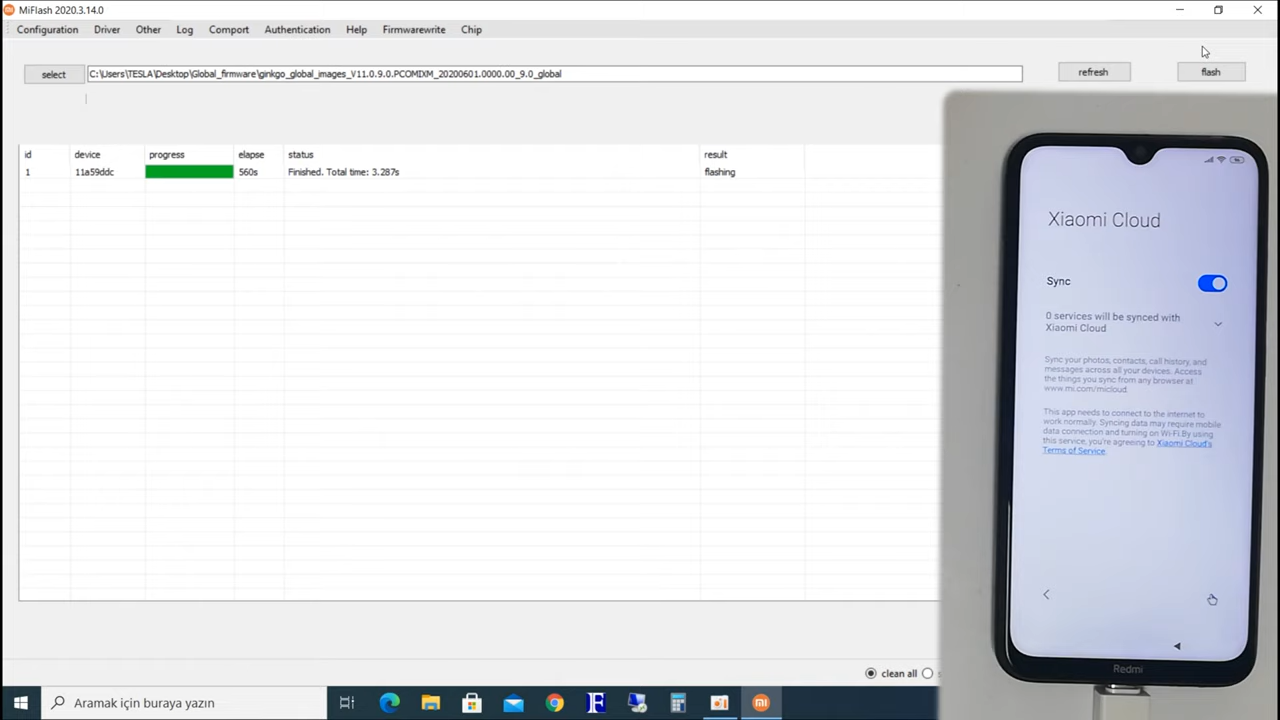 MiFlash 2020.3.14.0
Configuration Driver Other Log Comport Authentication Help Firmwarewrite Chip
select C:\Users\TESLA\Desktop\Global_firmware\ginkgo_global_images_V11.0.9.0.PCOMIXM_20200601.0000.00_9.0_global refresh flash
id device progress elapse status result
1 11a59ddc 560s Finished. Total time: 3.287s flashing
clean all
Aramak için buraya yazın
Xiaomi Cloud
Sync
0 services will be synced with
Xiaomi Cloud
Sync your photos, contacts, call history, and
messages across all your devices. Access
the things you sync from any browser at
www.mi.com/micloud.
This app needs to connect to the internet to
work normally. Syncing data may require mobile
data connection and turning on Wi-Fi.By using
this service, you're agreeing to Xiaomi Cloud's
Terms of Service.
Redmi